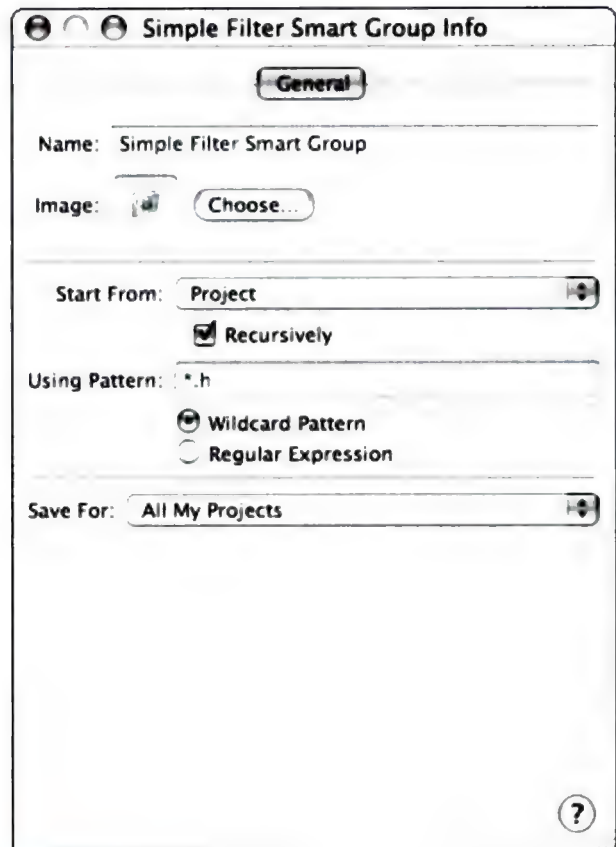 Simple Filter Smart Group Info
General
Name: Simple Filter Smart Group
Image: Choose...
Start From: Project
Recursively
Using Pattern: *.h
Wildcard Pattern
Regular Expression
Save For: All My Projects
?